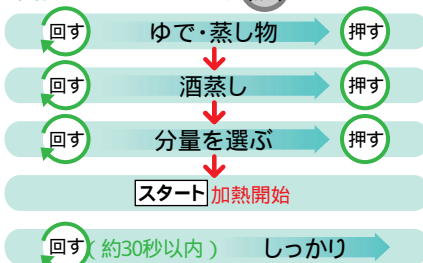 回す ゆで・蒸し物 押す
回す 酒蒸し 押す
回す 分量を選ぶ 押す
スタート 加熱開始
回す (約30秒以内) しっかり